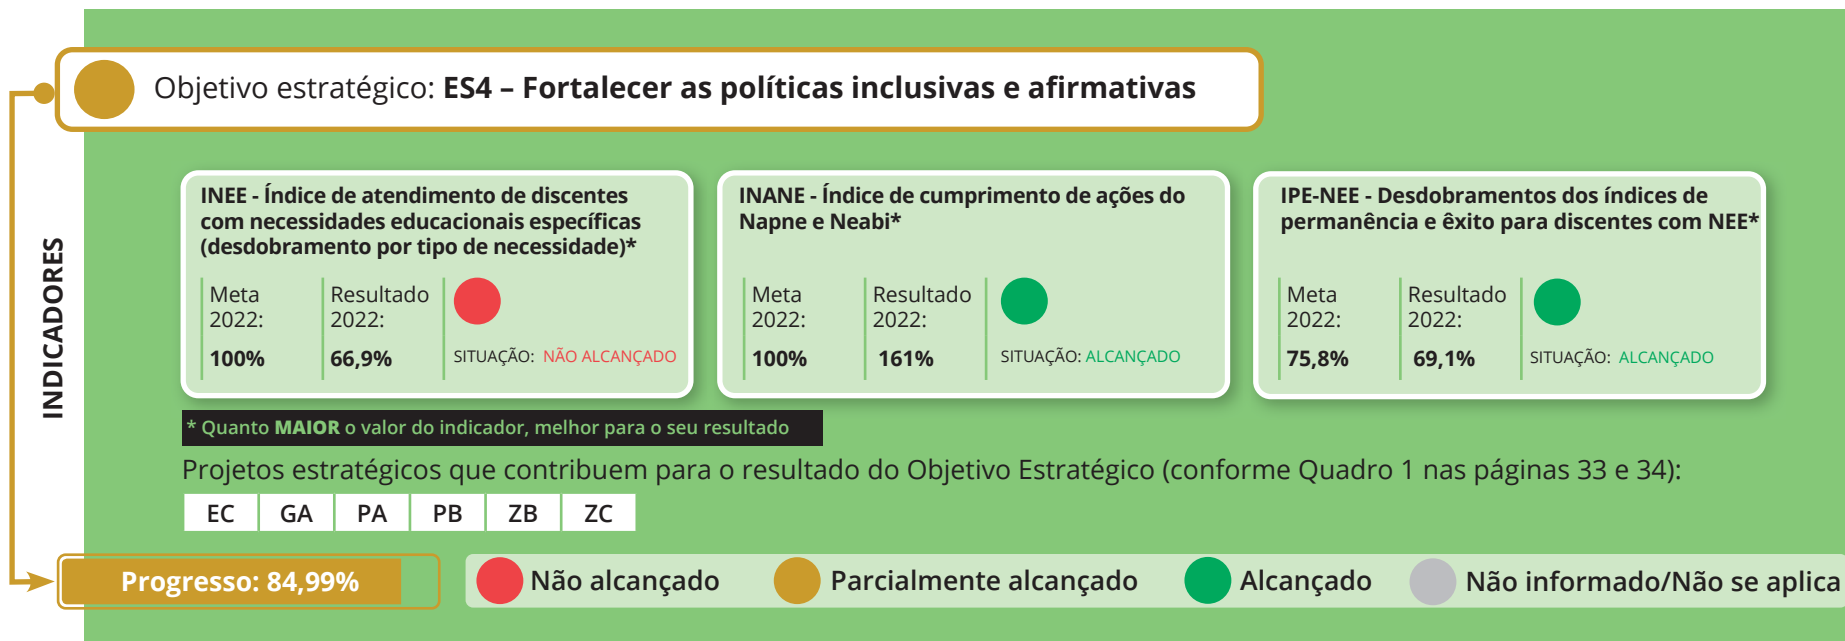 Objetivo estratégico: ES4 – Fortalecer as políticas inclusivas e afirmativas
INDICADORES
INEE - Índice de atendimento de discentes
com necessidades educacionais específicas
(desdobramento por tipo de necessidade)*
Meta
2022:
100%
Resultado
2022:
66,9%
SITUAÇÃO: NÃO ALCANÇADO
INANE - Índice de cumprimento de ações do
Napne e Neabi*
Meta
2022:
100%
Resultado
2022:
161%
SITUAÇÃO: ALCANÇADO
IPE-NEE - Desdobramentos dos índices de
permanência e êxito para discentes com NEE*
Meta
2022:
75,8%
Resultado
2022:
69,1%
SITUAÇÃO: ALCANÇADO
* Quanto MAIOR o valor do indicador, melhor para o seu resultado
Projetos estratégicos que contribuem para o resultado do Objetivo Estratégico (conforme Quadro 1 nas páginas 33 e 34):
EC GA PA PB ZB ZC
Progresso: 84,99%
Não alcançado Parcialmente alcançado Alcançado Não informado/Não se aplica